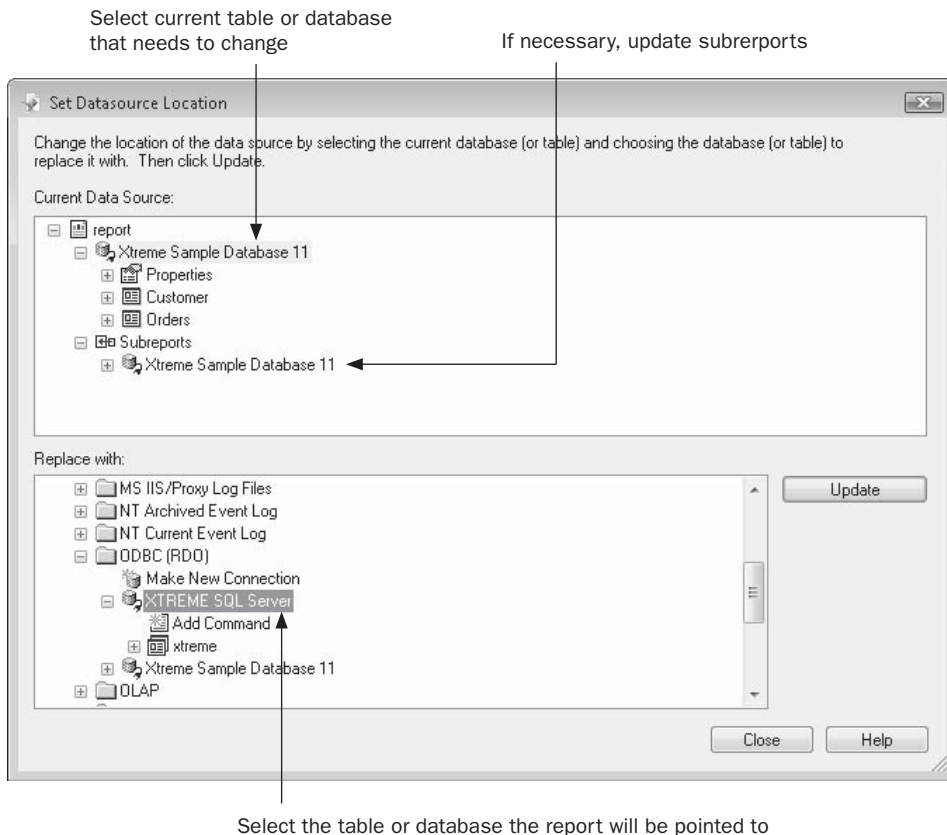 Select current table or database
that needs to change
If necessary, update subrerports
Set Datasource Location
Change the location of the data source by selecting the current database (or table) and choosing the database (or table) to
replace it with. Then click Update.
Current Data Source:
report
Xtreme Sample Database 11
Properties
Customer
Orders
Subreports
Xtreme Sample Database 11
Replace with:
MS IIS/Proxy Log Files
NT Archived Event Log
NT Current Event Log
ODBC (RDO)
Make New Connection
XTREME SQL Server
Add Command
xtreme
Xtreme Sample Database 11
OLAP
Update
Close
Help
Select the table or database the report will be pointed to